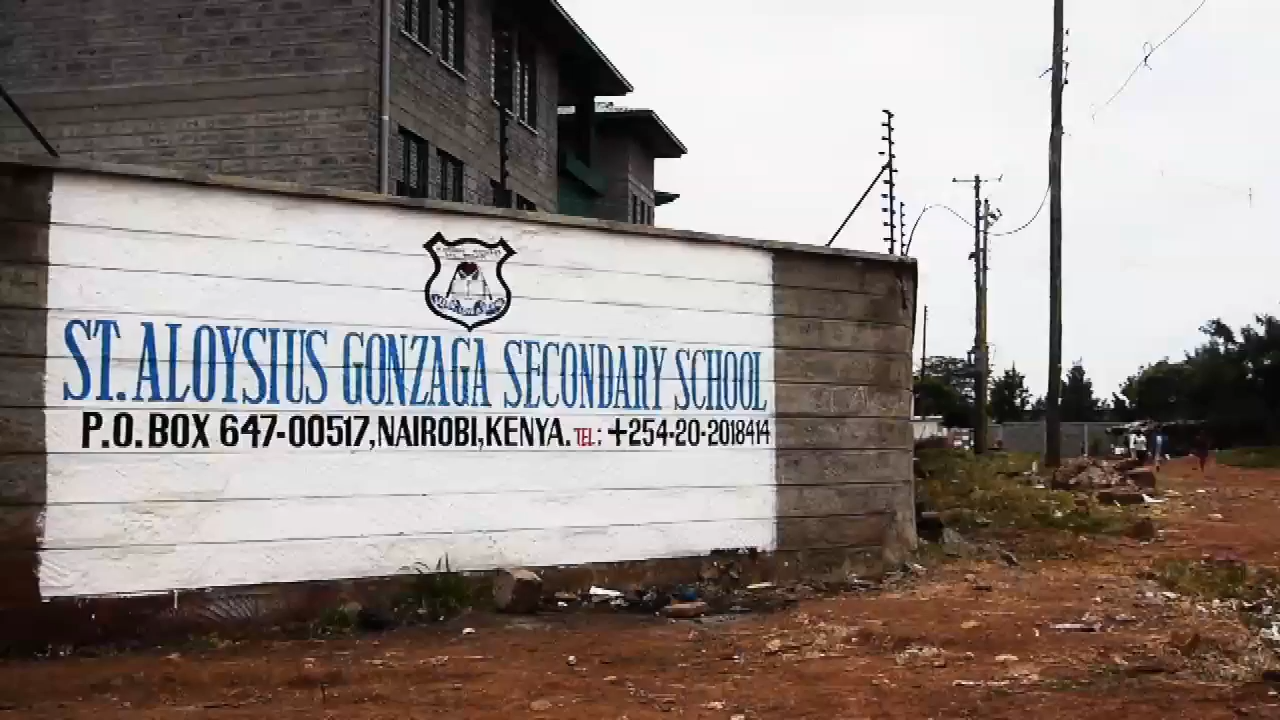 ST. ALOYSIUS GONZAGA SECONDARY SCHOOL
P.O. BOX 647-00517, NAIROBI, KENYA. TEL: +254-20-2018414